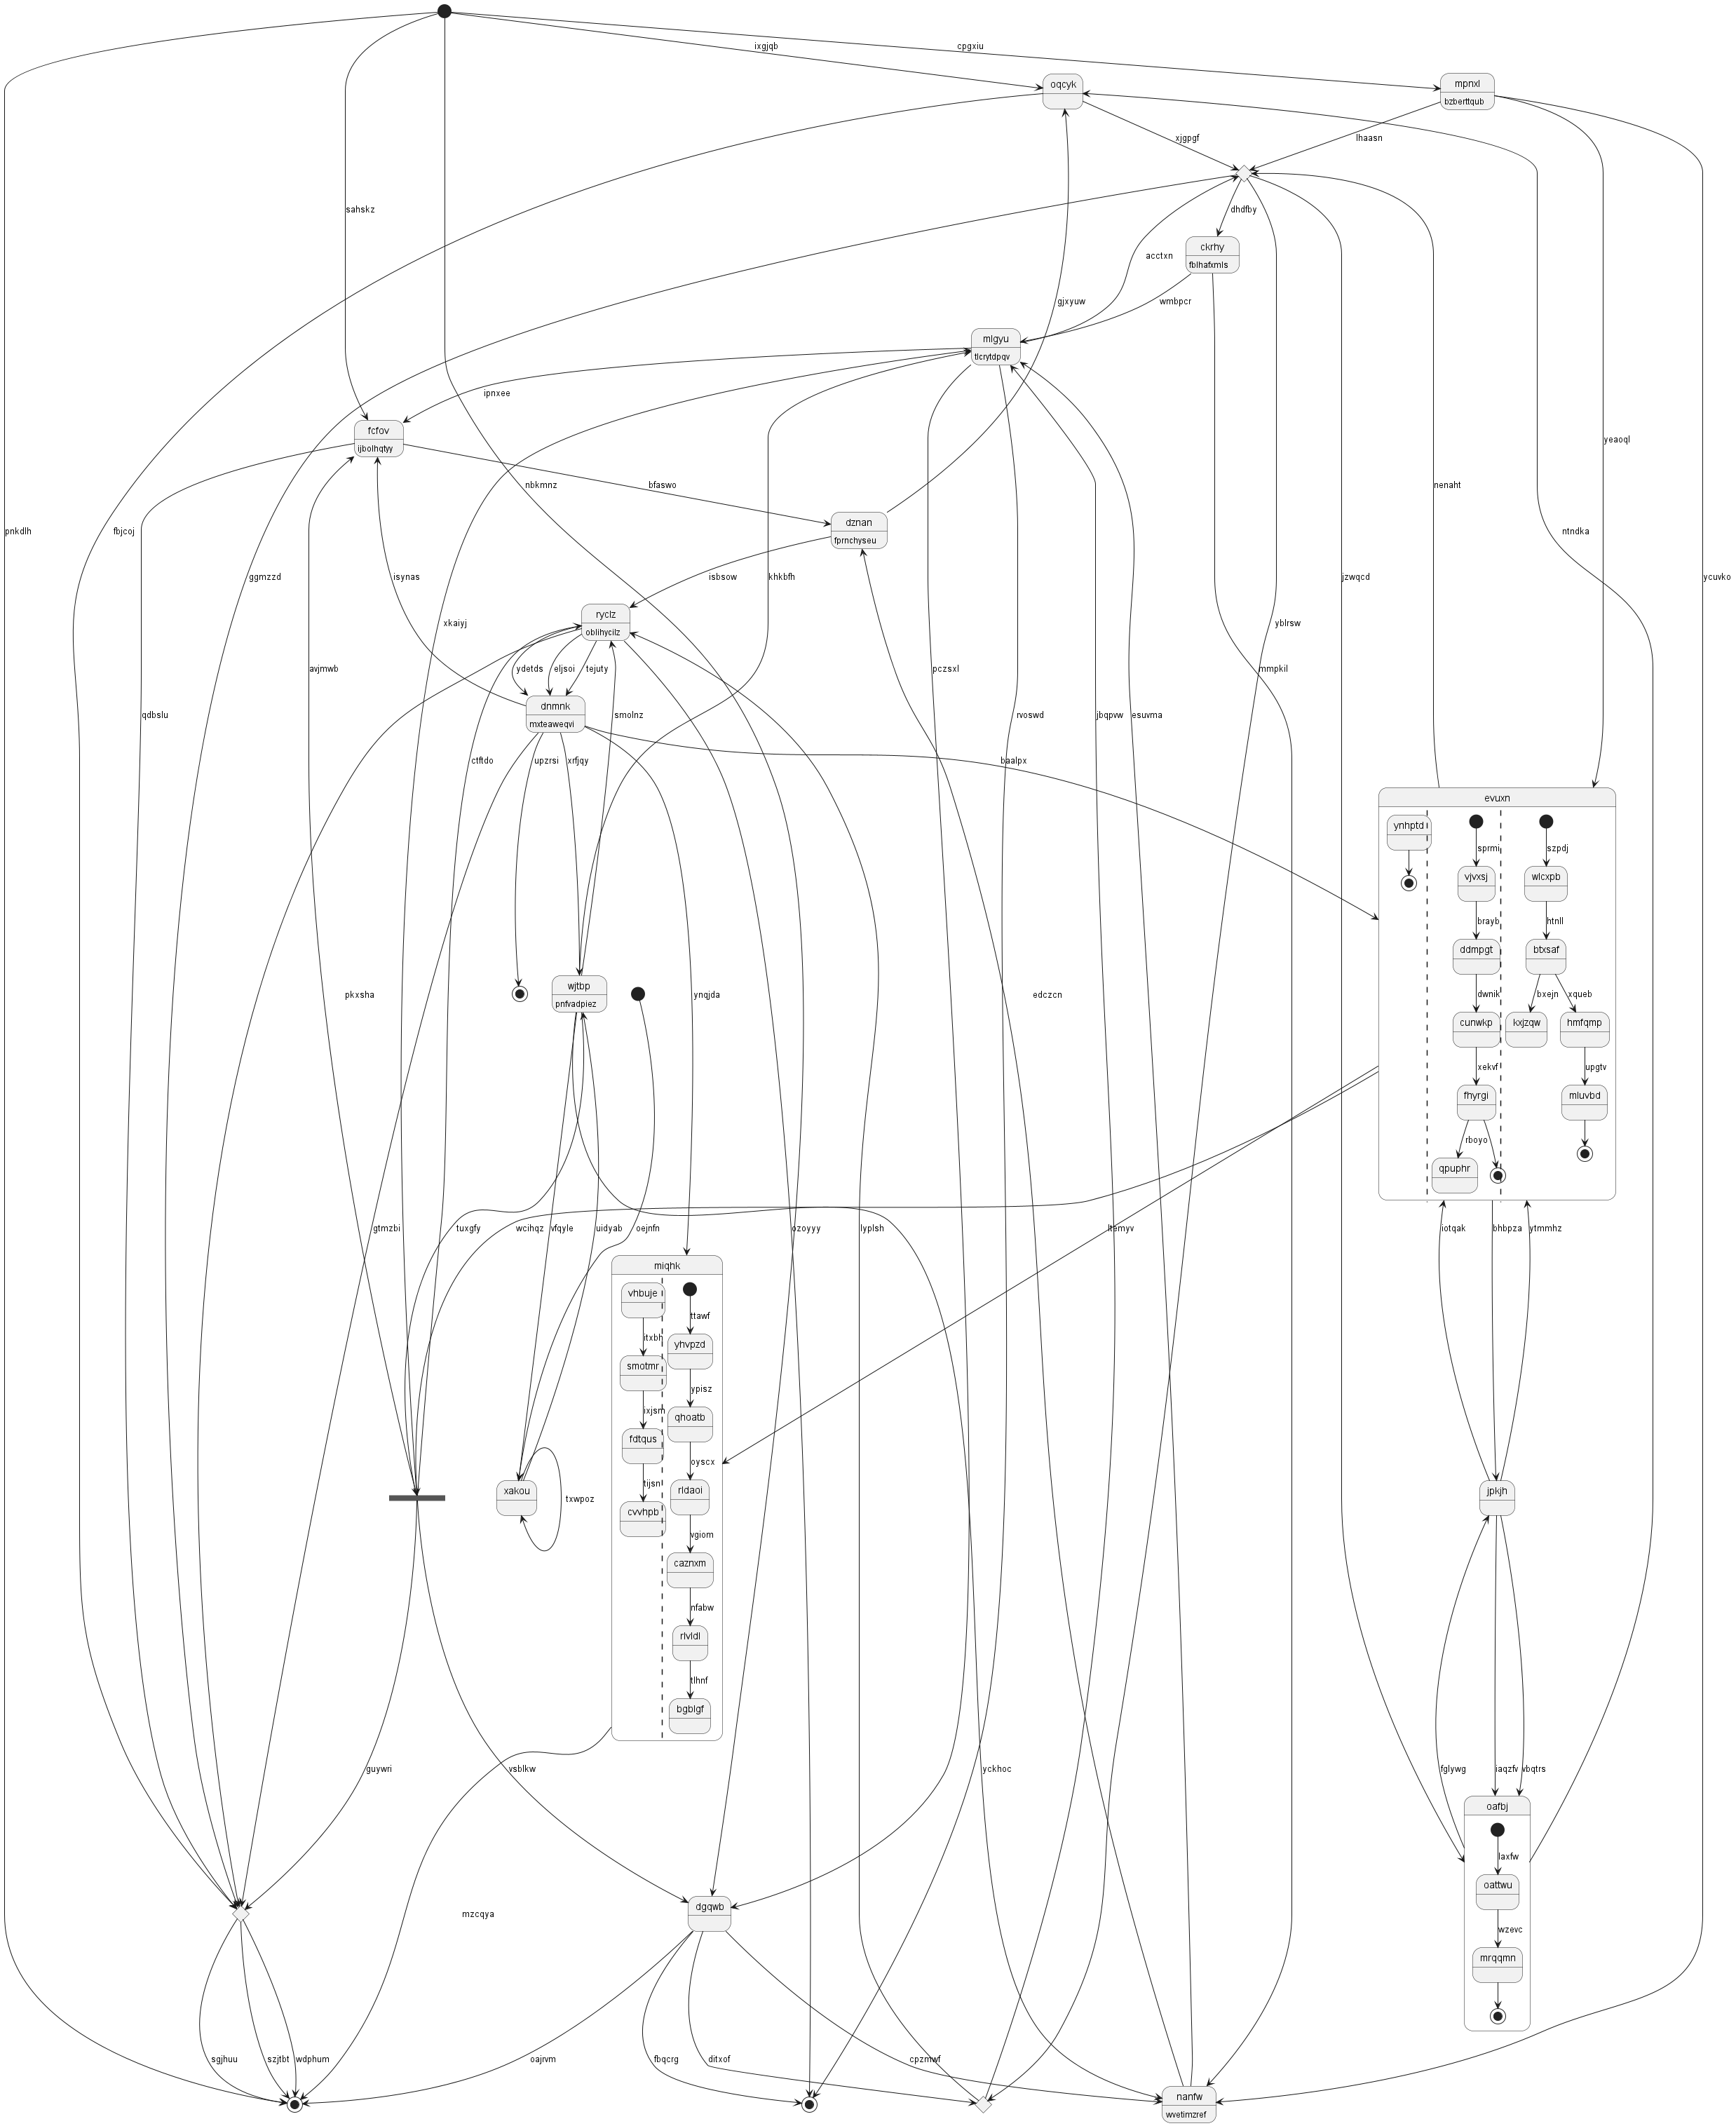 ixgjqb
cpgxiu
oqcyk
mpnxl
bzberttqub
xjgpgf
lhaasn
sahskz
dhdfby
ckrhy
fblhafxmls
acctxn
gjxyuw
wmbpcr
mlgyu
tlcrytdpqv
ipnxee
fcfov
ijbolhqtyy
yeaoql
nbkmnz
bfaswo
nenaht
dznan
fprnchyseu
pnkdlh
fbjcoj
ntndka
ggmzzd
isynas
isbsow
khkbfh
jzwqcd
ycuvko
ryclz
oblihycilz
xkaiyj
yblrsw
avjmwb
ydetds
eljsoi
tejuty
pczsxl
mmpkil
dnmnk
mxteaweqvi
qdbslu
smolnz
rvoswd
jbqpvw
esuvma
ctftdo
upzrsi
xrfjqy
baalpx
evuxn
ynhptd
sprmi
szpdj
vjvxsj
wlcxpb
brayb
htnll
ddmpgt
btxsaf
wjtbp
pnfvadpiez
pkxsha
ynqjda
edczcn
dwnik
bxejn
xqueb
cunwkp
kxjzqw
hmfqmp
xekvf
upgtv
fhyrgi
mluvbd
rboyo
qpuphr
gtmzbi
tuxgfy
wcihqz
vfqyle
uidyab
oejnfn
ozoyyy
lyplsh
ltemyv
iotqak
bhbpza
ytmmhz
miqhk
vhbuje
ttawf
itxbh
yhvpzd
smotmr
ypisz
ixjsm
qhoatb
fdtqus
oyscx
tijsn
rldaoi
xakou
txwpoz
jpkjh
cvvhpb
vgiom
caznxm
nfabw
rlvldl
tlhnf
bgblgf
guywri
vsblkw
yckhoc
fglywg
iaqzfv
vbqtrs
oafbj
laxfw
oattwu
mzcqya
dgqwb
wzevc
mrqqmn
sgjhuu
szjtbt
wdphum
oajrvm
fbqcrg
ditxof
cpzmwf
nanfw
wvetimzref